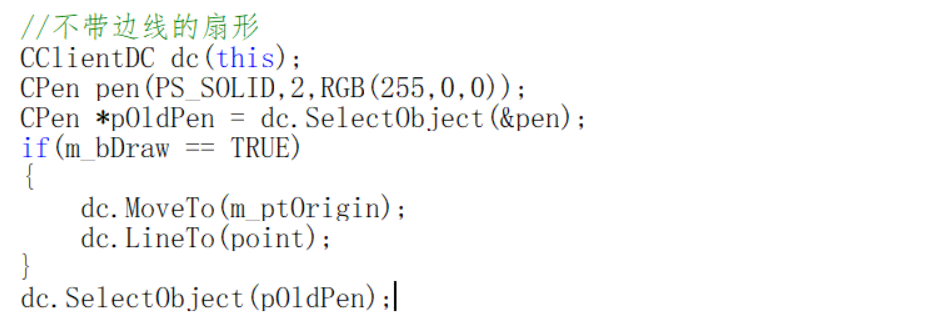 //不带边线的扇形
CClientDC dc(this);
CPen pen(PS_SOLID,2,RGB(255,0,0));
CPen *pOldPen = dc.SelectObject(&pen);
if(m_bDraw == TRUE)
{
    dc.MoveTo(m_ptOrigin);
    dc.LineTo(point);
}
dc.SelectObject(pOldPen);